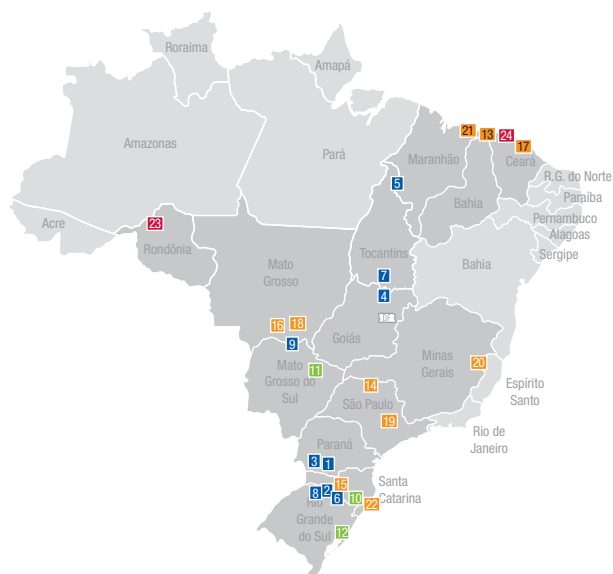 Roraima
Amapá
Amazonas
Pará
21
13
24
17
Maranhão
Ceará
5
R.G. do Norte
Paraíba
Bahia
Pernambuco
Alagoas
Sergipe
Acre
23
Rondônia
Tocantins
Mato
Grosso
Bahia
7
4
DF
16
18
Goiás
9
Minas
Gerais
20
11
Mato
Grosso do
Sul
14
Espírito
Santo
São Paulo
19
Rio de
Janeiro
Paraná
3
1
Santa
Catarina
15
8
2
6
10
22
Rio
Grande
do Sul
12